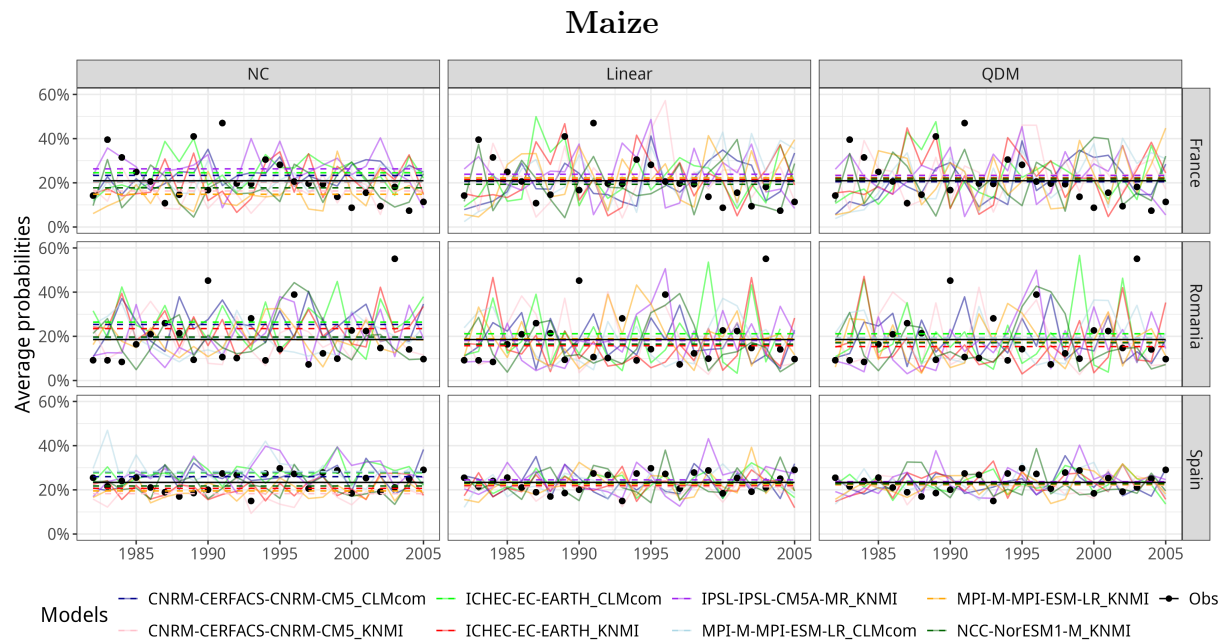 Maize
NC Linear QDM
Average probabilities
60%
40%
20%
0%
France
60%
40%
20%
0%
Romania
60%
40%
20%
0%
Spain
1985 1990 1995 2000 2005 1985 1990 1995 2000 2005 1985 1990 1995 2000 2005
Models
CNRM-CERFACS-CNRM-CM5_CLMcom ICHEC-EC-EARTH_CLMcom IPSL-IPSL-CM5A-MR_KNMI MPI-M-MPI-ESM-LR_KNMI Obs
CNRM-CERFACS-CNRM-CM5_KNMI ICHEC-EC-EARTH_KNMI MPI-M-MPI-ESM-LR_CLMcom NCC-NorESM1-M_KNMI